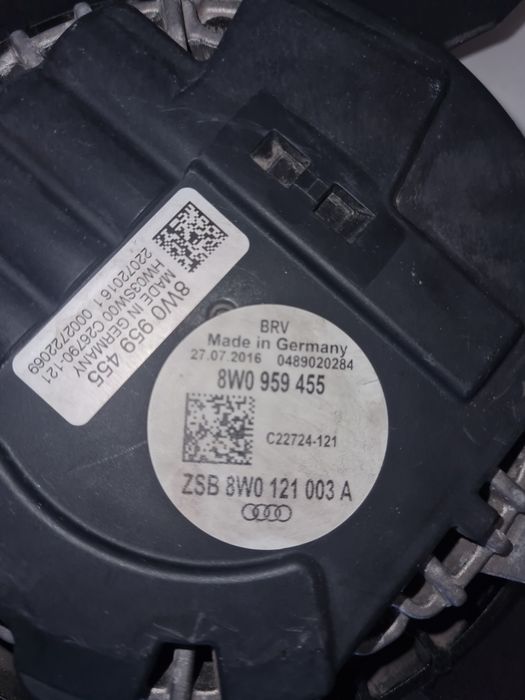 8W0 959 455
MADE IN GERMANY
HW03SW00 C26790-121
22072016 1 0002722069
BRV
Made in Germany
27.07.2016 0489020284
8W0 959 455
C22724-121
ZSB 8W0 121 003 A